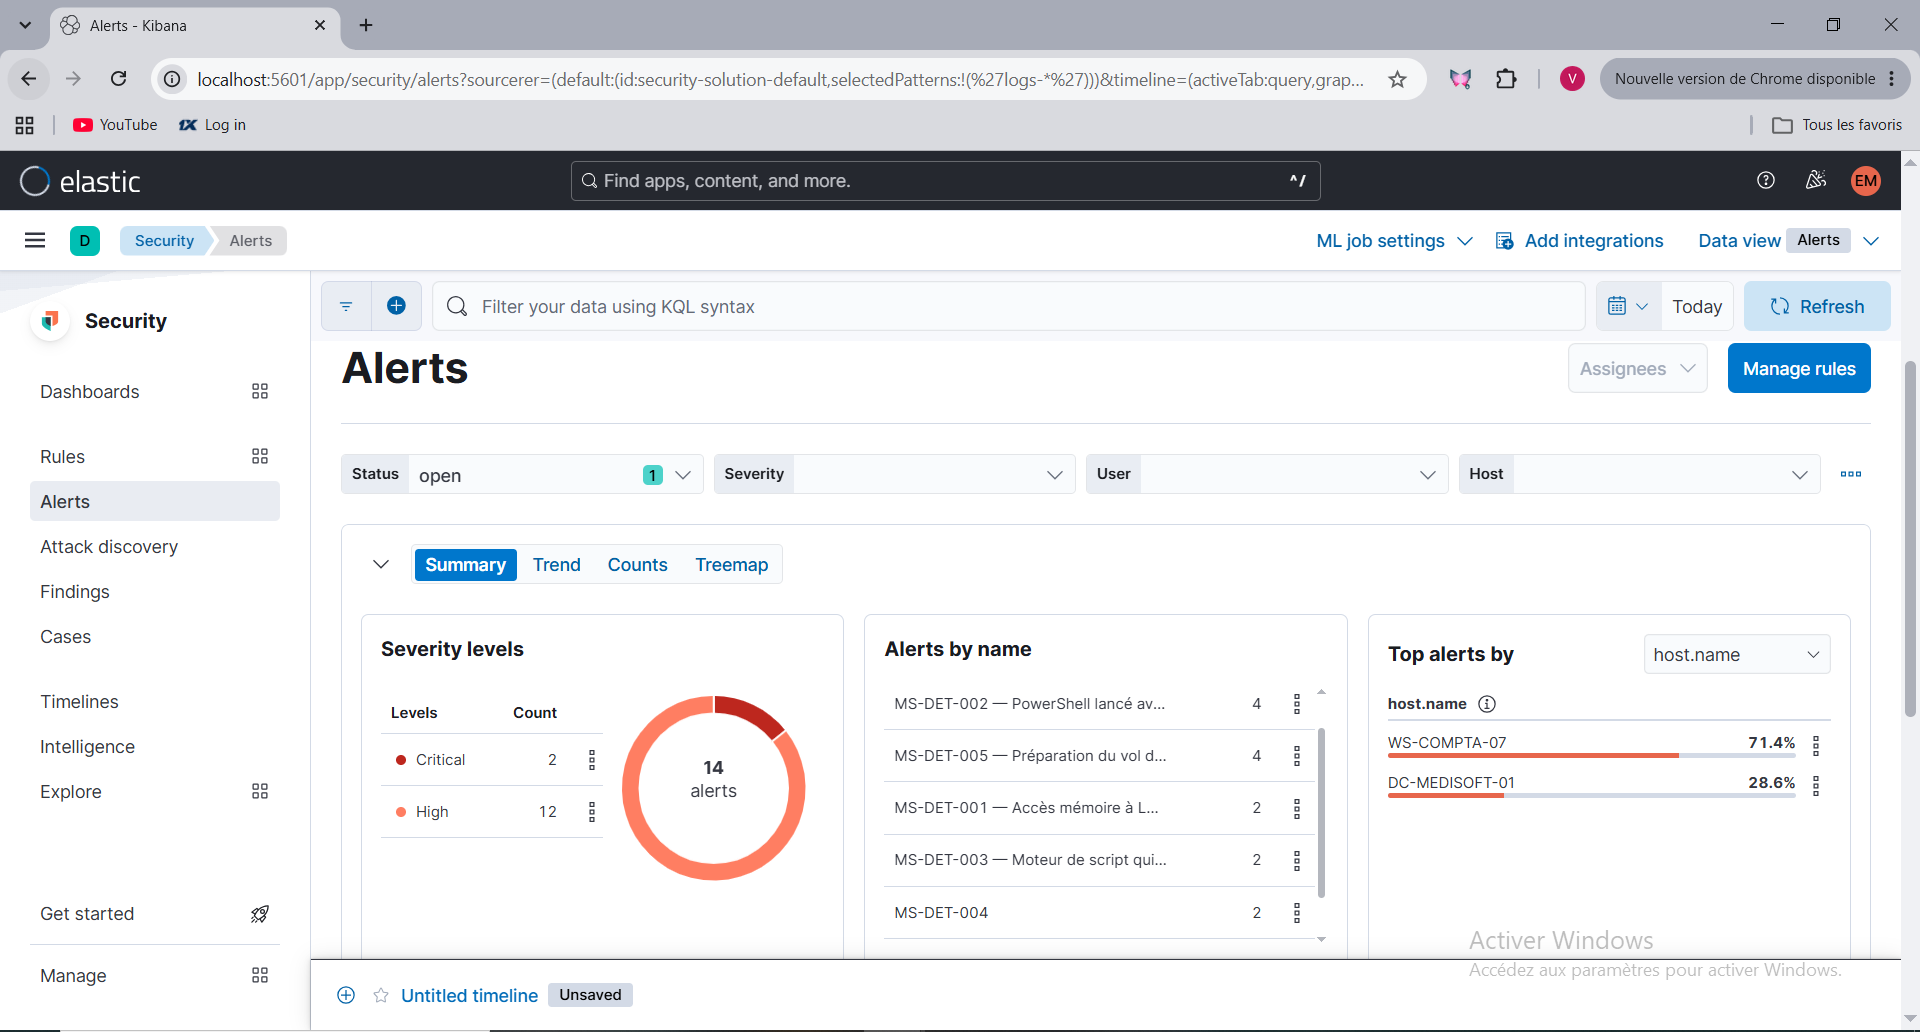 Alerts - Kibana
localhost:5601/app/security/alerts?sourcerer=(default:(id:security-solution-default,selectedPatterns:!(%27logs-*%27)))&timeline=(activeTab:query,grap...
V
Nouvelle version de Chrome disponible
YouTube
Log in
Tous les favoris
elastic
Find apps, content, and more.
^/
EM
D
Security
Alerts
ML job settings
Add integrations
Data view
Alerts
Security
Filter your data using KQL syntax
Today
Refresh
Alerts
Assignees
Manage rules
Dashboards
Rules
Alerts
Attack discovery
Findings
Cases
Timelines
Intelligence
Explore
Get started
Manage
Status open 1
Severity
User
Host
Summary
Trend
Counts
Treemap
Severity levels
Levels Count
Critical 2
High 12
14
alerts
Alerts by name
MS-DET-002 — PowerShell lancé av... 4
MS-DET-005 — Préparation du vol d... 4
MS-DET-001 — Accès mémoire à L... 2
MS-DET-003 — Moteur de script qui... 2
MS-DET-004 2
Top alerts by
host.name
host.name
WS-COMPTA-07 71.4%
DC-MEDISOFT-01 28.6%
Activer Windows
Accédez aux paramètres pour activer Windows.
Untitled timeline
Unsaved